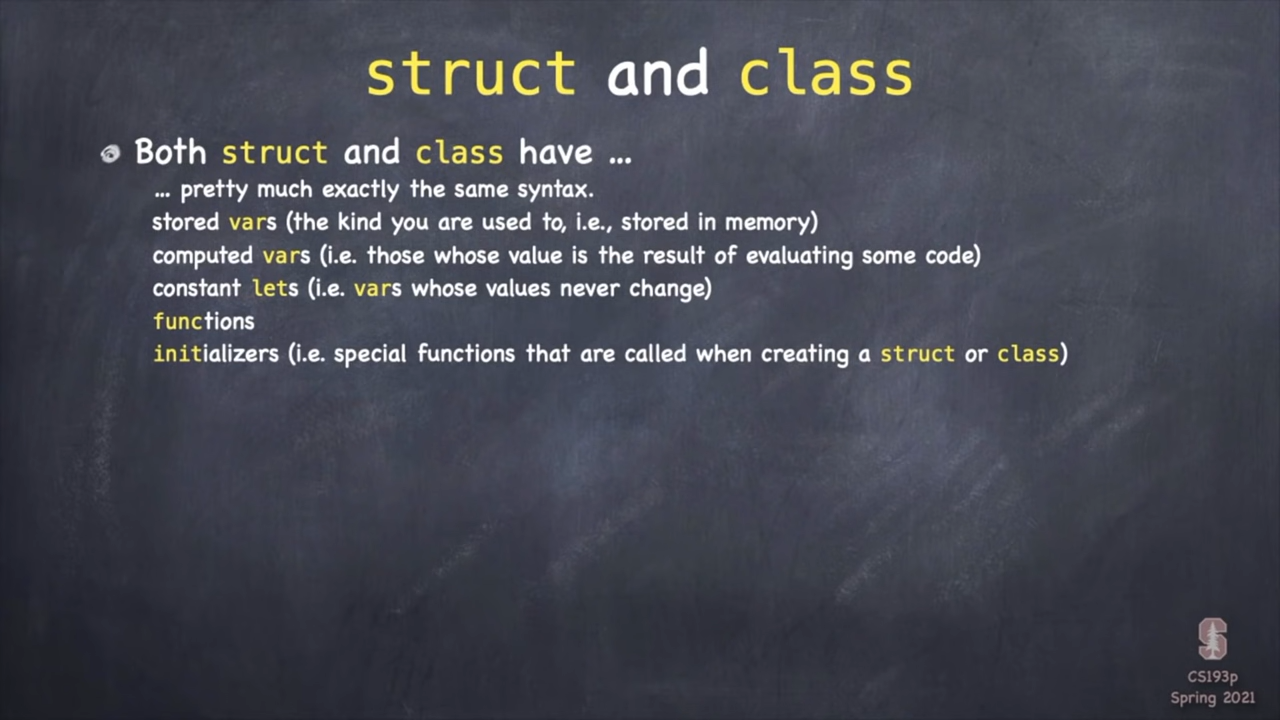 struct and class
Both struct and class have ...
... pretty much exactly the same syntax.
stored vars (the kind you are used to, i.e., stored in memory)
computed vars (i.e. those whose value is the result of evaluating some code)
constant lets (i.e. vars whose values never change)
functions
initializers (i.e. special functions that are called when creating a struct or class)
S
CS193p
Spring 2021